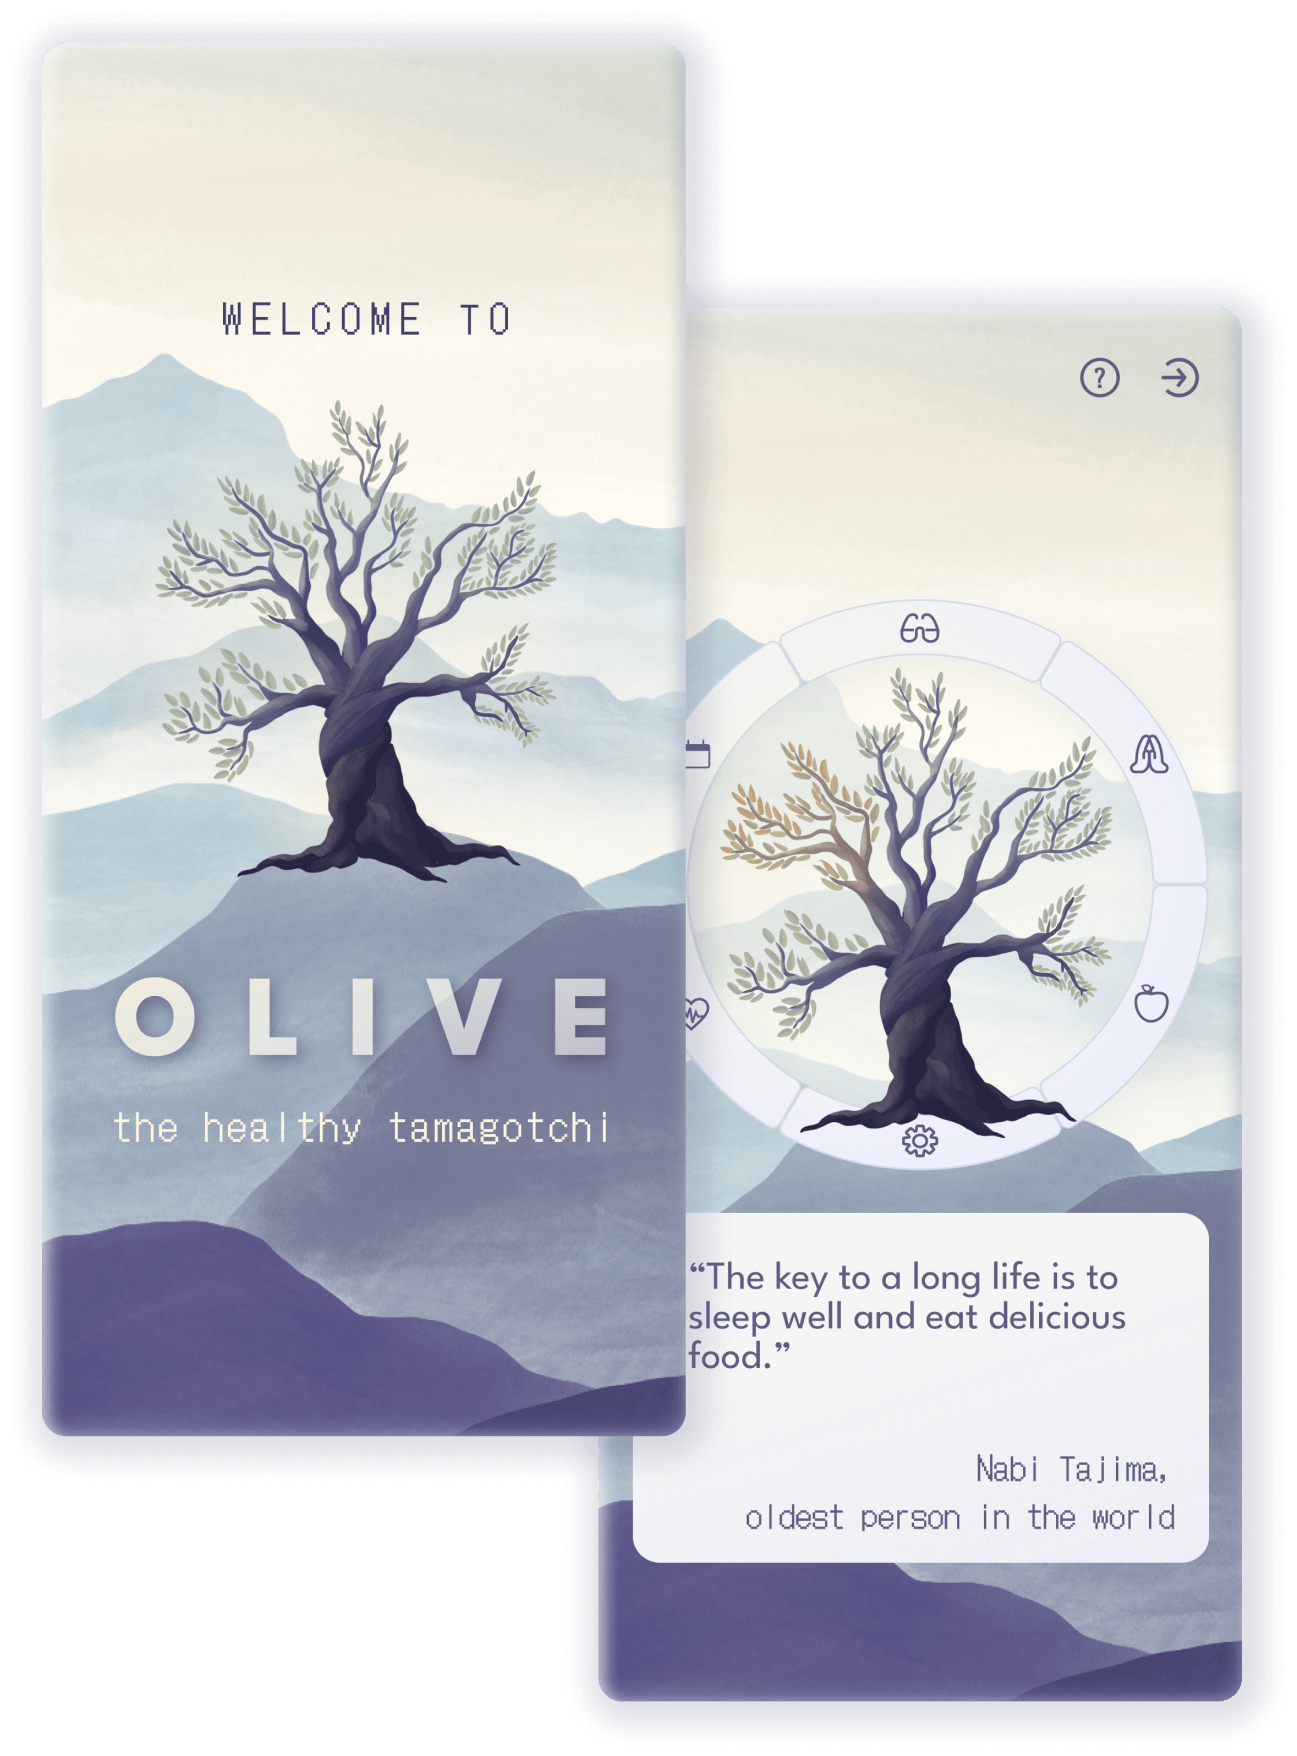 WELCOME TO
OLIVE
the healthy tamagotchi
?
“The key to a long life is to
sleep well and eat delicious
food.”
Nabi Tajima,
oldest person in the world